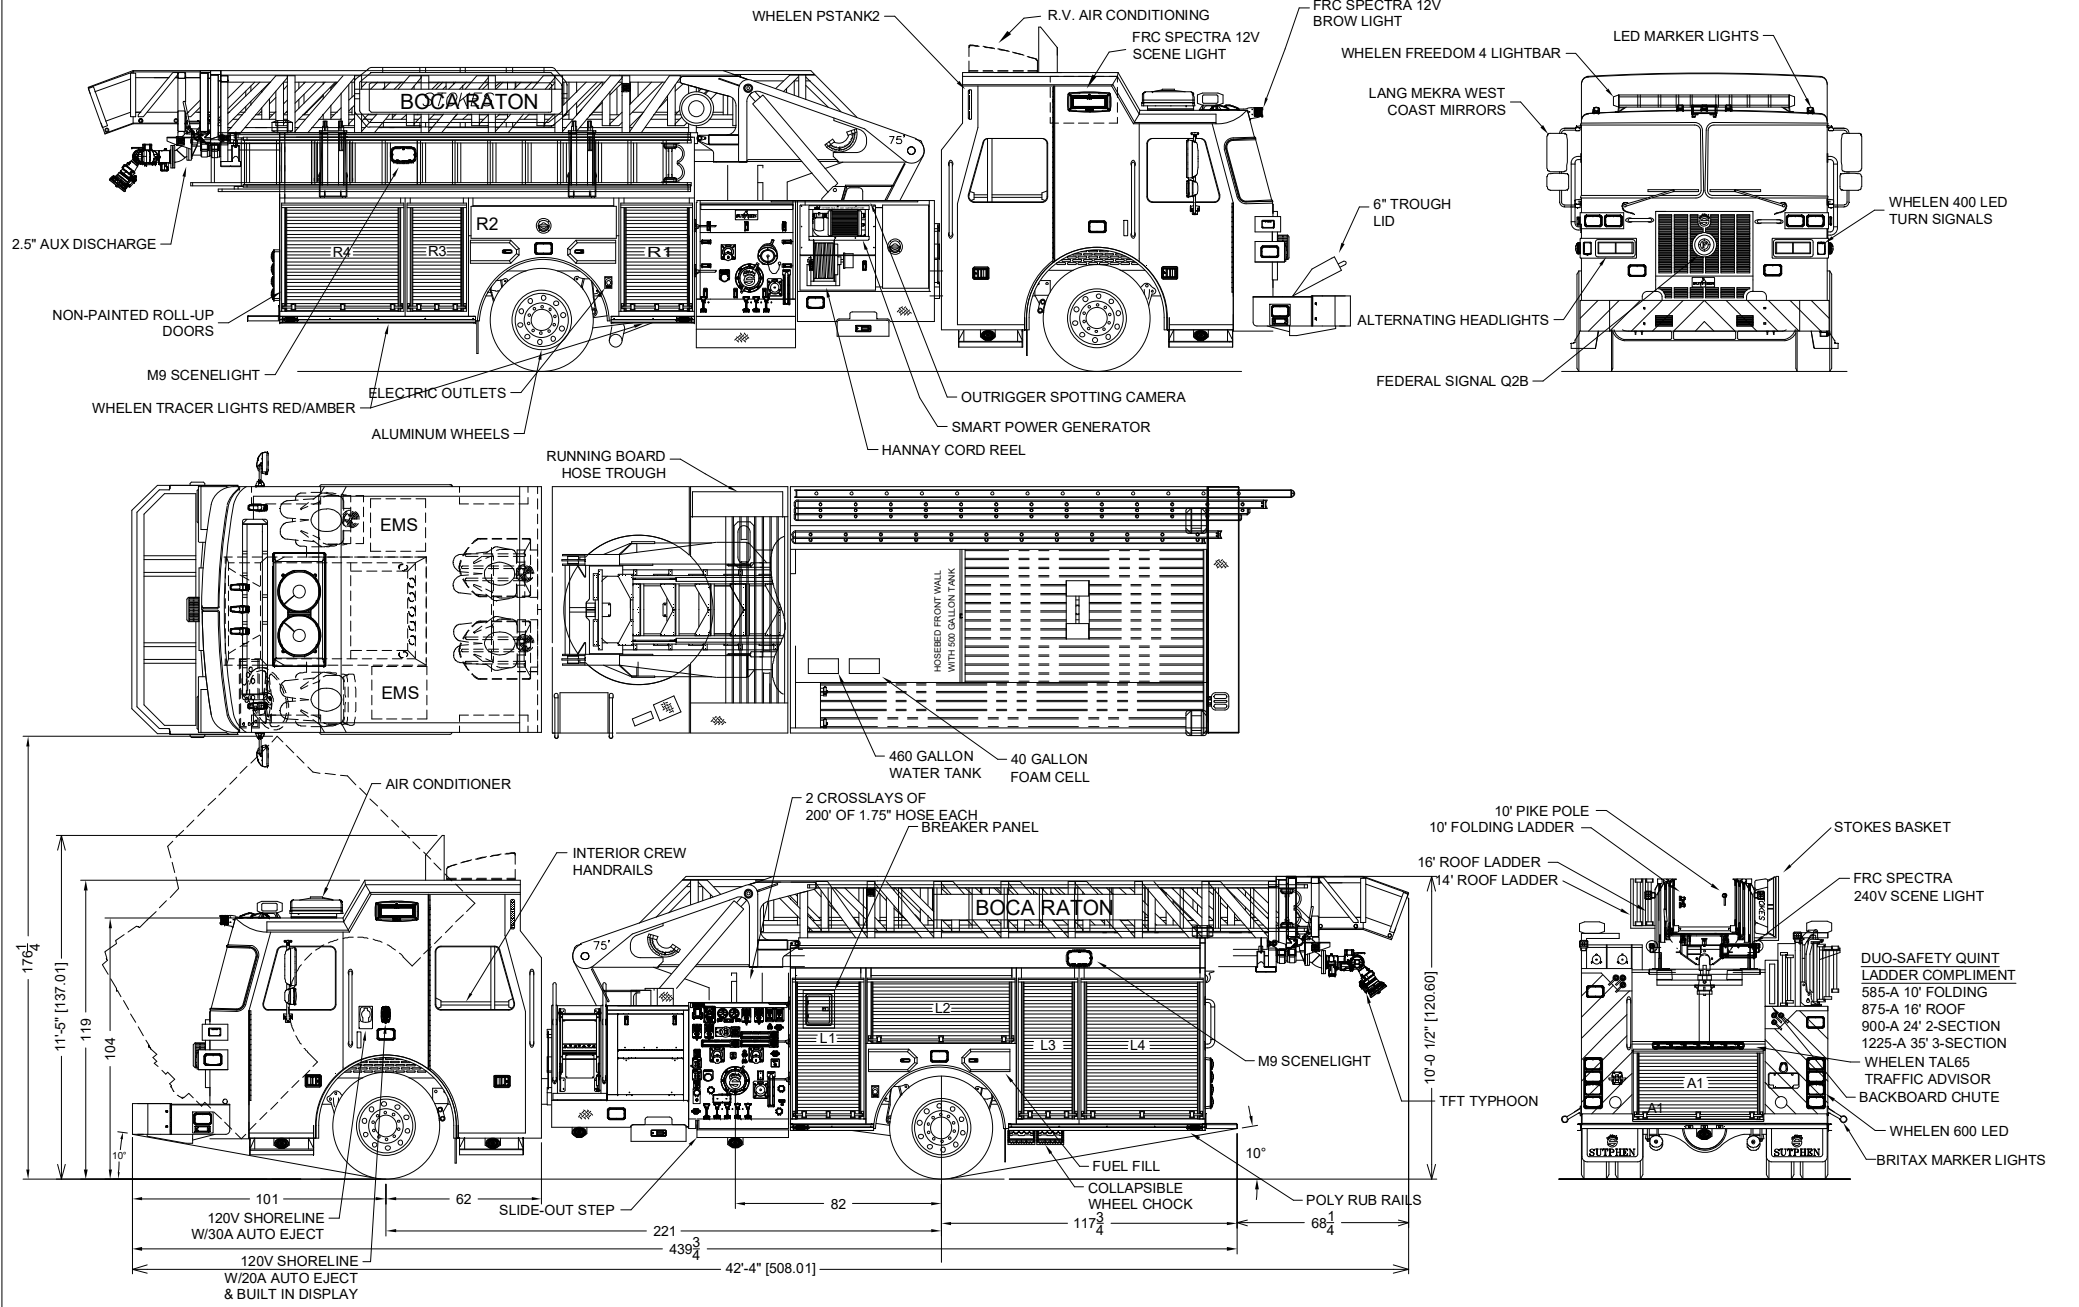 WHELEN PSTANK2
R.V. AIR CONDITIONING
FRC SPECTRA 12V
SCENE LIGHT
FRC SPECTRA 12V
BROW LIGHT
WHELEN FREEDOM 4 LIGHTBAR
LED MARKER LIGHTS
LANG MEKRA WEST
COAST MIRRORS
BOCA RATON
STOKES
75°
6" TROUGH
LID
WHELEN 400 LED
TURN SIGNALS
2.5" AUX DISCHARGE
R4
R3
R2
R1
SUTPHEN
NON-PAINTED ROLL-UP
DOORS
ALTERNATING HEADLIGHTS
M9 SCENELIGHT
ELECTRIC OUTLETS
WHELEN TRACER LIGHTS RED/AMBER
ALUMINUM WHEELS
OUTRIGGER SPOTTING CAMERA
SMART POWER GENERATOR
HANNAY CORD REEL
FEDERAL SIGNAL Q2B
RUNNING BOARD
HOSE TROUGH
EMS
EMS
HOSEBED FRONT WALL
WITH 500 GALLON TANK
460 GALLON
WATER TANK
40 GALLON
FOAM CELL
AIR CONDITIONER
2 CROSSLAYS OF
200' OF 1.75" HOSE EACH
BREAKER PANEL
INTERIOR CREW
HANDRAILS
10' PIKE POLE
10' FOLDING LADDER
16' ROOF LADDER
14' ROOF LADDER
STOKES BASKET
FRC SPECTRA
240V SCENE LIGHT
BOCA RATON
75°
STOKES
176 1/4
11'-5" [137.01]
119
104
10°
L1
L2
L3
L4
M9 SCENELIGHT
10'-0 1/2" [120.60]
TFT TYPHOON
DUO-SAFETY QUINT
LADDER COMPLIMENT
585-A 10' FOLDING
875-A 16' ROOF
900-A 24' 2-SECTION
1225-A 35' 3-SECTION
WHELEN TAL65
TRAFFIC ADVISOR
BACKBOARD CHUTE
WHELEN 600 LED
BRITAX MARKER LIGHTS
A1
A1
SUTPHEN
SUTPHEN
10°
FUEL FILL
COLLAPSIBLE
WHEEL CHOCK
POLY RUB RAILS
SLIDE-OUT STEP
101
62
82
117 3/4
68 1/4
221
439 3/4
42'-4" [508.01]
120V SHORELINE
W/30A AUTO EJECT
120V SHORELINE
W/20A AUTO EJECT
& BUILT IN DISPLAY